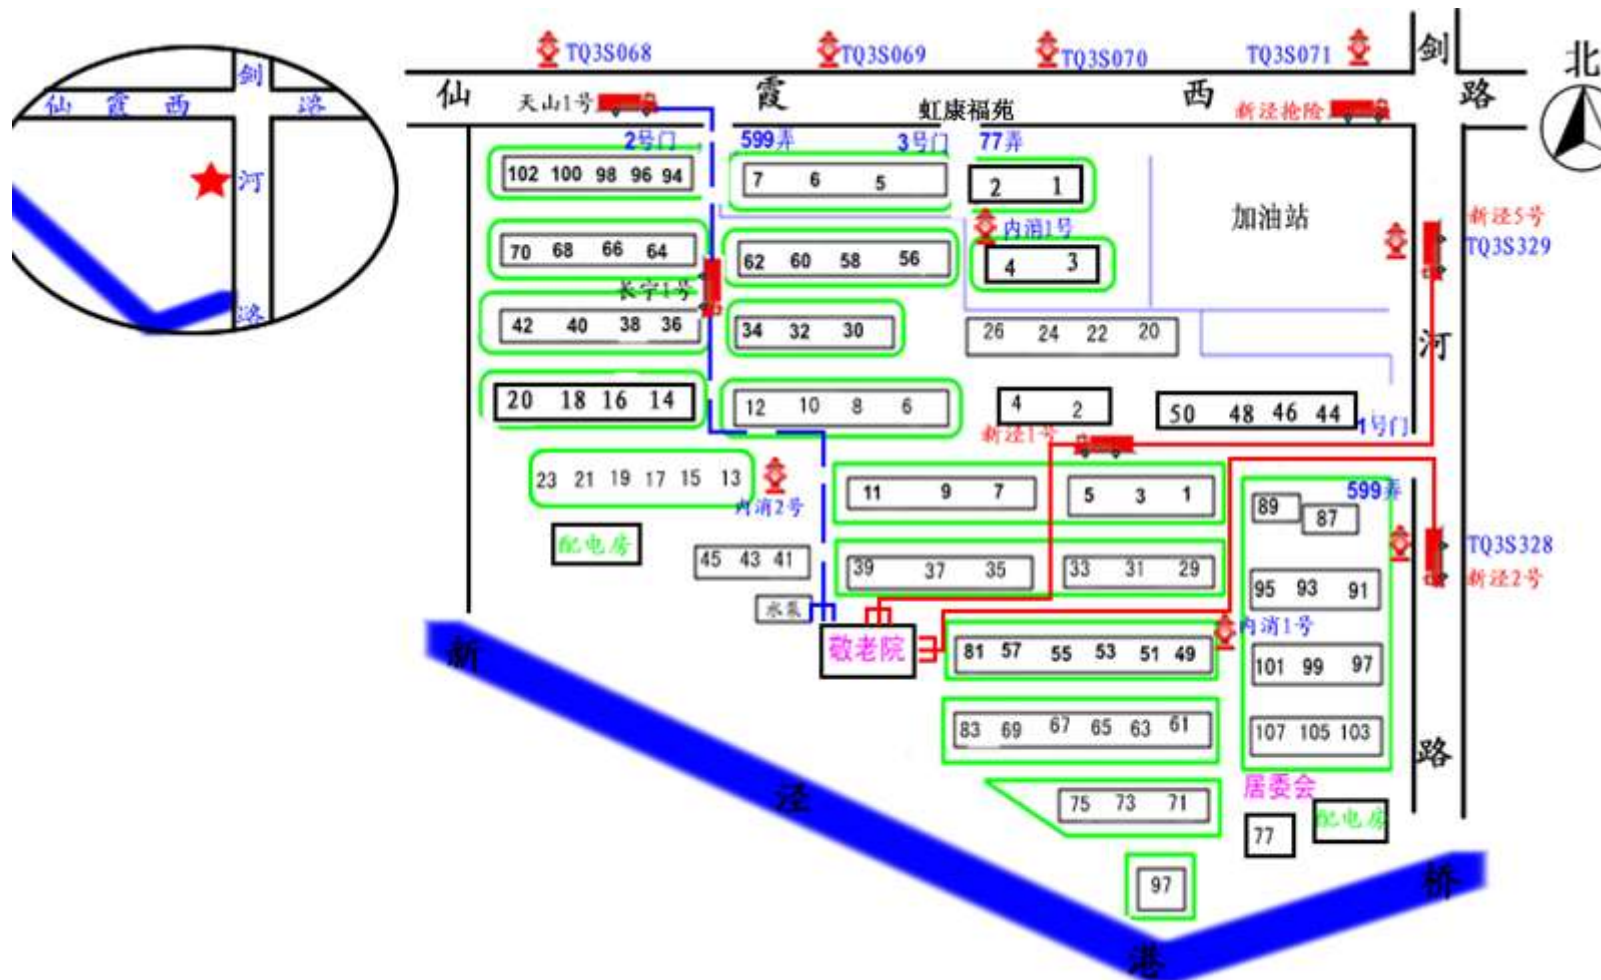 TQ3S068 TQ3S069 TQ3S070 TQ3S071 剑 北
仙 霞 西 路
天山1号 虹康福苑 新泾抢险
剑
仙 霞 西 路
河
路
2号门 599弄 3号门 77弄
102 100 98 96 94
7 6 5
2 1
内消1号
加油站
新泾5号
TQ3S329
70 68 66 64
62 60 58 56
4 3
长宁1号
42 40 38 36
34 32 30
26 24 22 20
河
20 18 16 14
12 10 8 6
4 2
50 48 46 44
1号门
新泾1号
23 21 19 17 15 13
内消2号
11 9 7
5 3 1
599弄
89 87
配电房
45 43 41
39 37 35
33 31 29
TQ3S328
新泾2号
95 93 91
水泵
敬老院
81 57 55 53 51 49
内消1号
101 99 97
新
83 69 67 65 63 61
107 105 103
路
泾
75 73 71
居委会
77
配电房
97
桥
港